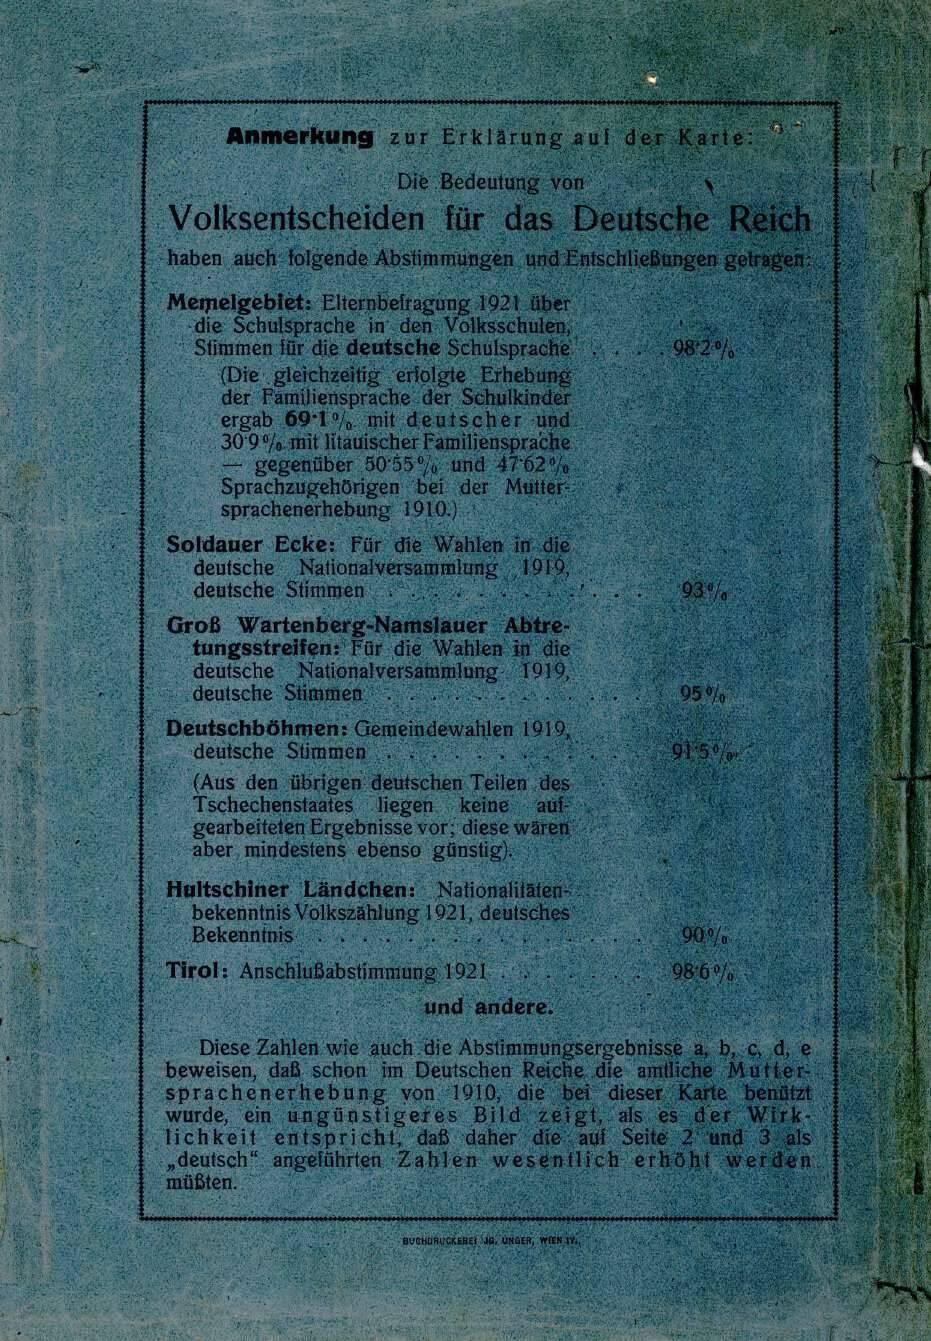 Anmerkung zur Erklärung auf der Karte:
Die Bedeutung von
Volksentscheiden für das Deutsche Reich
haben auch folgende Abstimmungen und Entschließungen getragen:
Memelgebiet: Elternbefragung 1921 über
die Schulsprache in den Volksschulen,
Stimmen für die deutsche Schulsprache . . . . 98·2%
(Die gleichzeitig erfolgte Erhebung
der Familiensprache der Schulkinder
ergab 69·1% mit deutscher und
30·9% mit litauischer Familiensprache
— gegenüber 50·55% und 47·62%
Sprachzugehörigen bei der Mutter-
sprachenerhebung 1910.)
Soldauer Ecke: Für die Wahlen in die
deutsche Nationalversammlung 1919,
deutsche Stimmen . . . . . . . . . . . . 93%
Groß Wartenberg-Namslauer Abtre-
tungsstreifen: Für die Wahlen in die
deutsche Nationalversammlung 1919,
deutsche Stimmen . . . . . . . . . . . . 95%
Deutschböhmen: Gemeindewahlen 1919,
deutsche Stimmen . . . . . . . . . . . 91·5%
(Aus den übrigen deutschen Teilen des
Tschechenstaates liegen keine auf-
gearbeiteten Ergebnisse vor; diese wären
aber mindestens ebenso günstig).
Hultschiner Ländchen: Nationalitäten-
bekenntnis Volkszählung 1921, deutsches
Bekenntnis . . . . . . . . . . . . . . . 90%
Tirol: Anschlußabstimmung 1921 . . . . . . . 98·6%
und andere.
Diese Zahlen wie auch die Abstimmungsergebnisse a, b, c, d, e
beweisen, daß schon im Deutschen Reiche die amtliche Mutter-
sprachenerhebung von 1910, die bei dieser Karte benützt
wurde, ein ungünstigeres Bild zeigt, als es der Wirk-
lichkeit entspricht, daß daher die auf Seite 2 und 3 als
„deutsch“ angeführten Zahlen wesentlich erhöht werden
müßten.
BUCHDRUCKEREI JG. UNGER, WIEN IV.